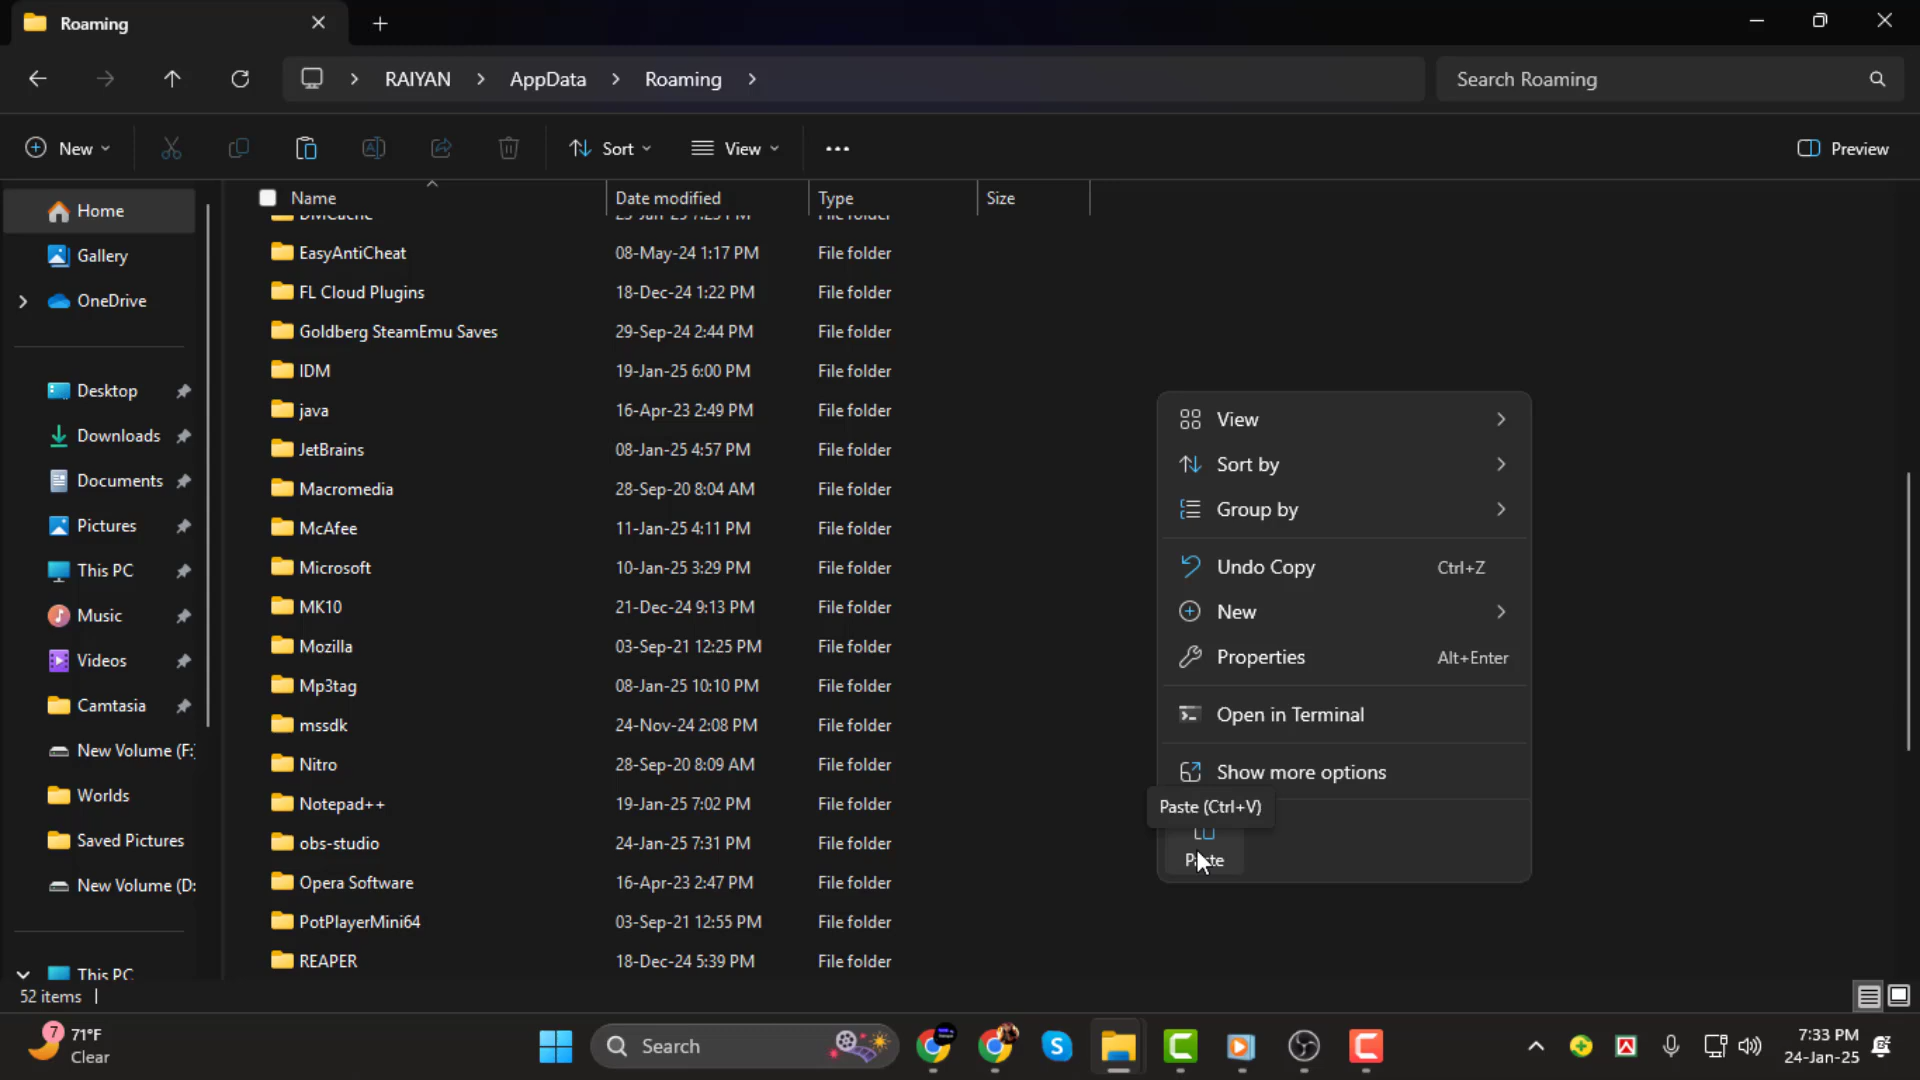 Roaming
RAIYAN AppData Roaming
Search Roaming
New
Sort
View
Preview
Name Date modified Type Size
DMCache 23-Jan-25 7:25 PM File folder
EasyAntiCheat 08-May-24 1:17 PM File folder
FL Cloud Plugins 18-Dec-24 1:22 PM File folder
Goldberg SteamEmu Saves 29-Sep-24 2:44 PM File folder
IDM 19-Jan-25 6:00 PM File folder
java 16-Apr-23 2:49 PM File folder
JetBrains 08-Jan-25 4:57 PM File folder
Macromedia 28-Sep-20 8:04 AM File folder
McAfee 11-Jan-25 4:11 PM File folder
Microsoft 10-Jan-25 3:29 PM File folder
MK10 21-Dec-24 9:13 PM File folder
Mozilla 03-Sep-21 12:25 PM File folder
Mp3tag 08-Jan-25 10:10 PM File folder
mssdk 24-Nov-24 2:08 PM File folder
Nitro 28-Sep-20 8:09 AM File folder
Notepad++ 19-Jan-25 7:02 PM File folder
obs-studio 24-Jan-25 7:31 PM File folder
Opera Software 16-Apr-23 2:47 PM File folder
PotPlayerMini64 03-Sep-21 12:55 PM File folder
REAPER 18-Dec-24 5:39 PM File folder
Home
Gallery
OneDrive
Desktop
Downloads
Documents
Pictures
This PC
Music
Videos
Camtasia
New Volume (F:
Worlds
Saved Pictures
New Volume (D:
This PC
52 items
View
Sort by
Group by
Undo Copy Ctrl+Z
New
Properties Alt+Enter
Open in Terminal
Show more options
Paste (Ctrl+V)
Paste
7
71°F
Clear
Search
S
7:33 PM
24-Jan-25